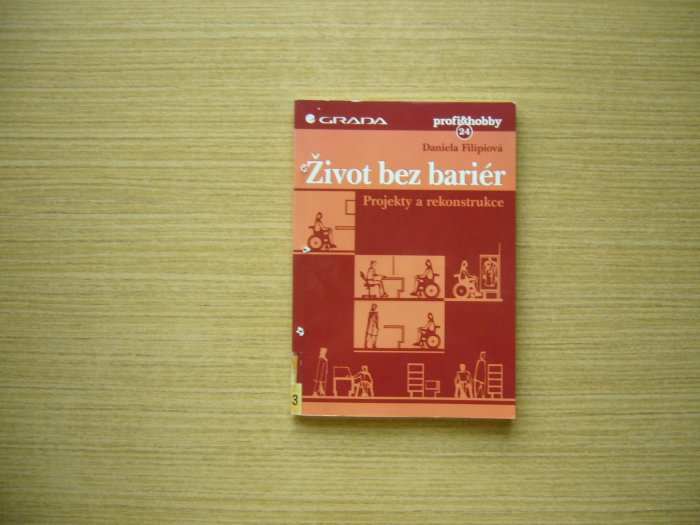 GRADA
profi&hobby
24
Daniela Filipiová
Život bez bariér
Projekty a rekonstrukce
3